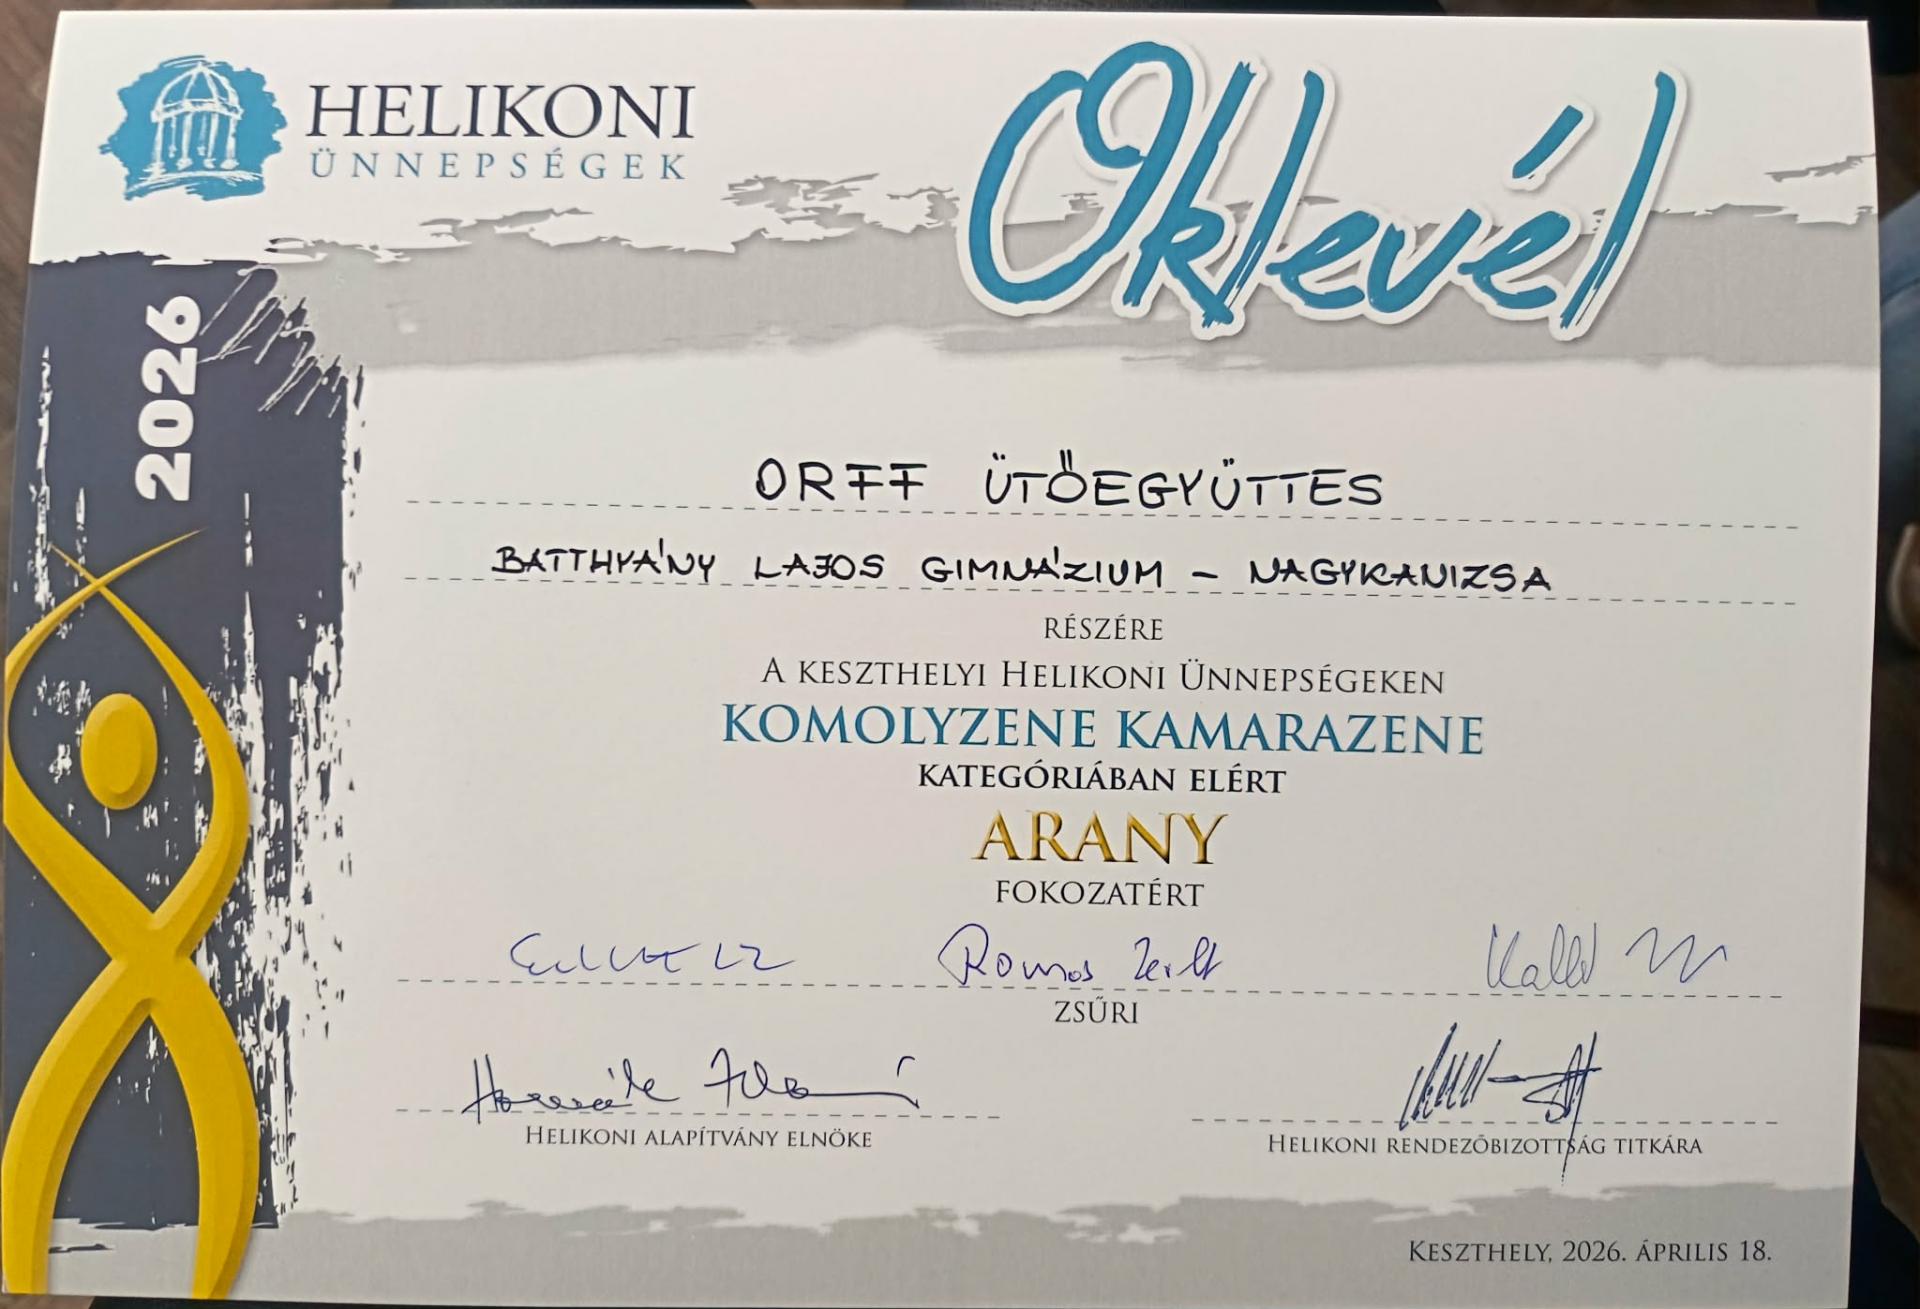 HELIKONI
ÜNNEPSÉGEK
Oklevél
2026
ORFF ÜTŐEGYÜTTES
BATTHYÁNY LAJOS GIMNÁZIUM - NAGYKANIZSA
RÉSZÉRE
A KESZTHELYI HELIKONI ÜNNEPSÉGEKEN
KOMOLYZENE KAMARAZENE
KATEGÓRIÁBAN ELÉRT
ARANY
FOKOZATÉRT
ZSŰRI
HELIKONI ALAPÍTVÁNY ELNÖKE
HELIKONI RENDEZŐBIZOTTSÁG TITKÁRA
KESZTHELY, 2026. ÁPRILIS 18.